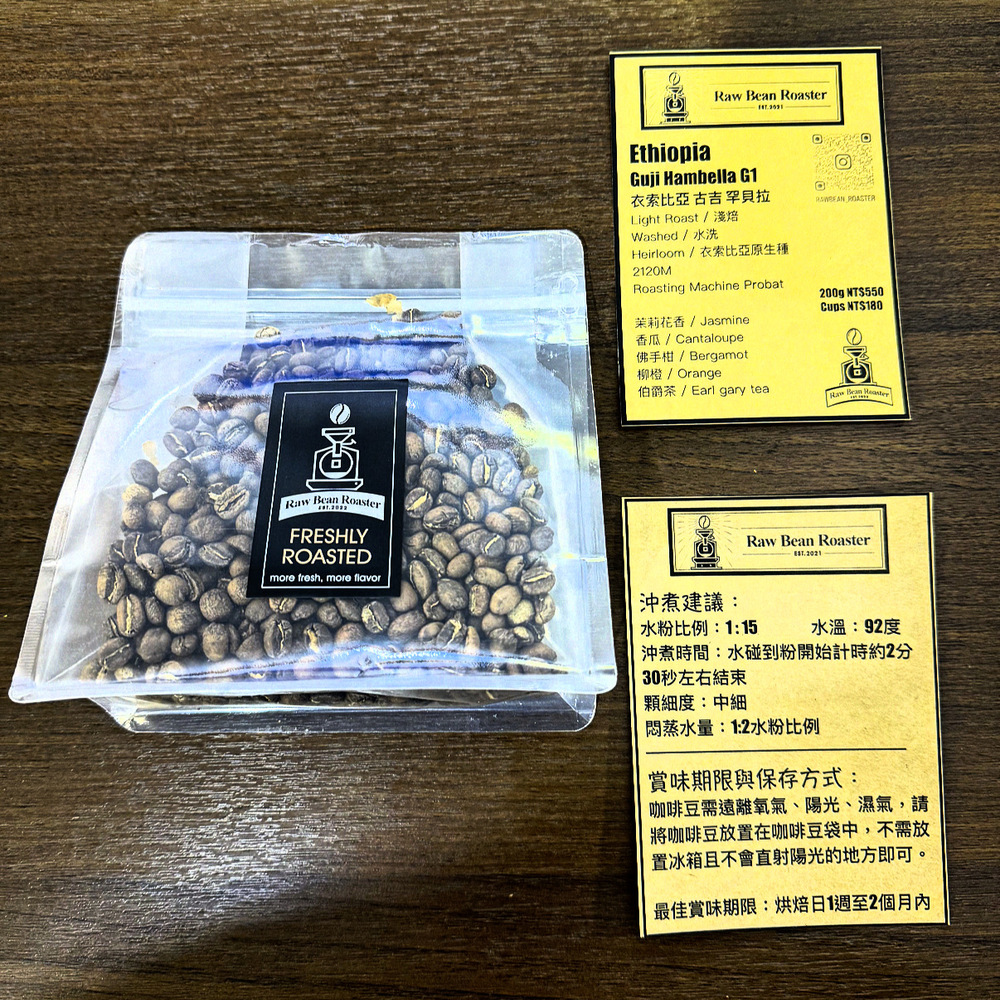 Raw Bean Roaster
EST.2022
FRESHLY
ROASTED
more fresh, more flavor
Raw Bean Roaster
EST.2021
Ethiopia
Guji Hambella G1
衣索比亞 古吉 罕貝拉
RAWBEAN_ROASTER
Light Roast / 淺焙
Washed / 水洗
Heirloom / 衣索比亞原生種
2120M
Roasting Machine Probat
200g NT$550
Cups NT$180
茉莉花香 / Jasmine
香瓜 / Cantaloupe
佛手柑 / Bergamot
柳橙 / Orange
伯爵茶 / Earl gary tea
Raw Bean Roaster
Raw Bean Roaster
EST.2021
沖煮建議：
水粉比例：1:15 水溫：92度
沖煮時間：水碰到粉開始計時約2分
30秒左右結束
顆細度：中細
悶蒸水量：1:2水粉比例
賞味期限與保存方式：
咖啡豆需遠離氧氣、陽光、濕氣，請
將咖啡豆放置在咖啡豆袋中，不需放
置冰箱且不會直射陽光的地方即可。
最佳賞味期限：烘焙日1週至2個月內